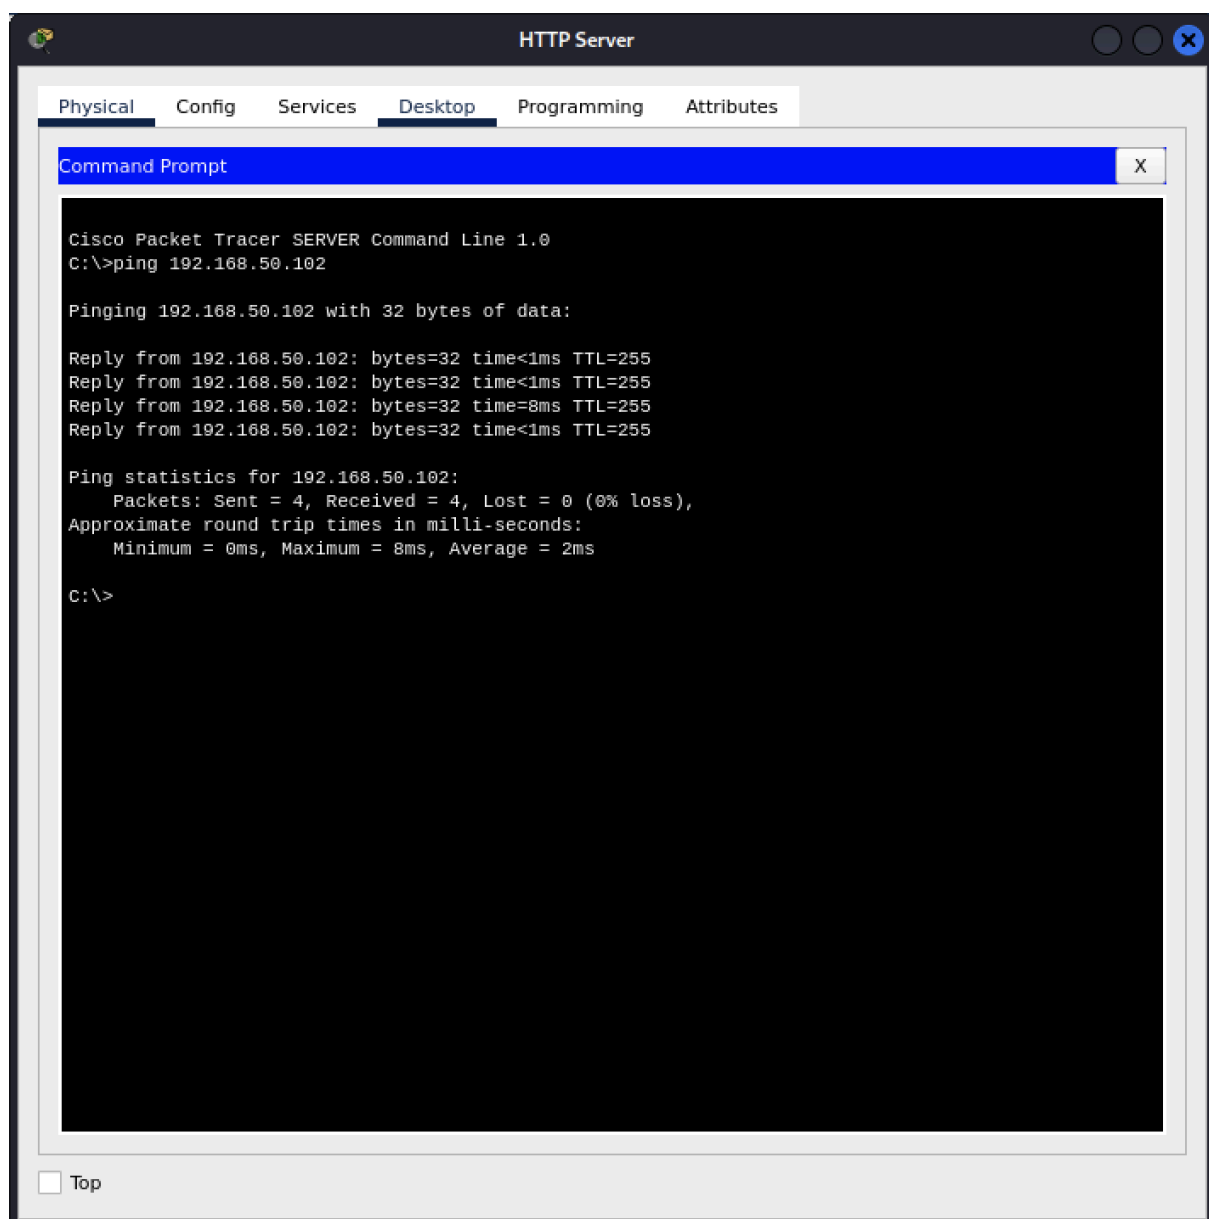 HTTP Server
Physical Config Services Desktop Programming Attributes
Command Prompt X
Cisco Packet Tracer SERVER Command Line 1.0
C:\>ping 192.168.50.102
Pinging 192.168.50.102 with 32 bytes of data:
Reply from 192.168.50.102: bytes=32 time<1ms TTL=255
Reply from 192.168.50.102: bytes=32 time<1ms TTL=255
Reply from 192.168.50.102: bytes=32 time=8ms TTL=255
Reply from 192.168.50.102: bytes=32 time<1ms TTL=255
Ping statistics for 192.168.50.102:
Packets: Sent = 4, Received = 4, Lost = 0 (0% loss),
Approximate round trip times in milli-seconds:
Minimum = 0ms, Maximum = 8ms, Average = 2ms
C:\>
Top